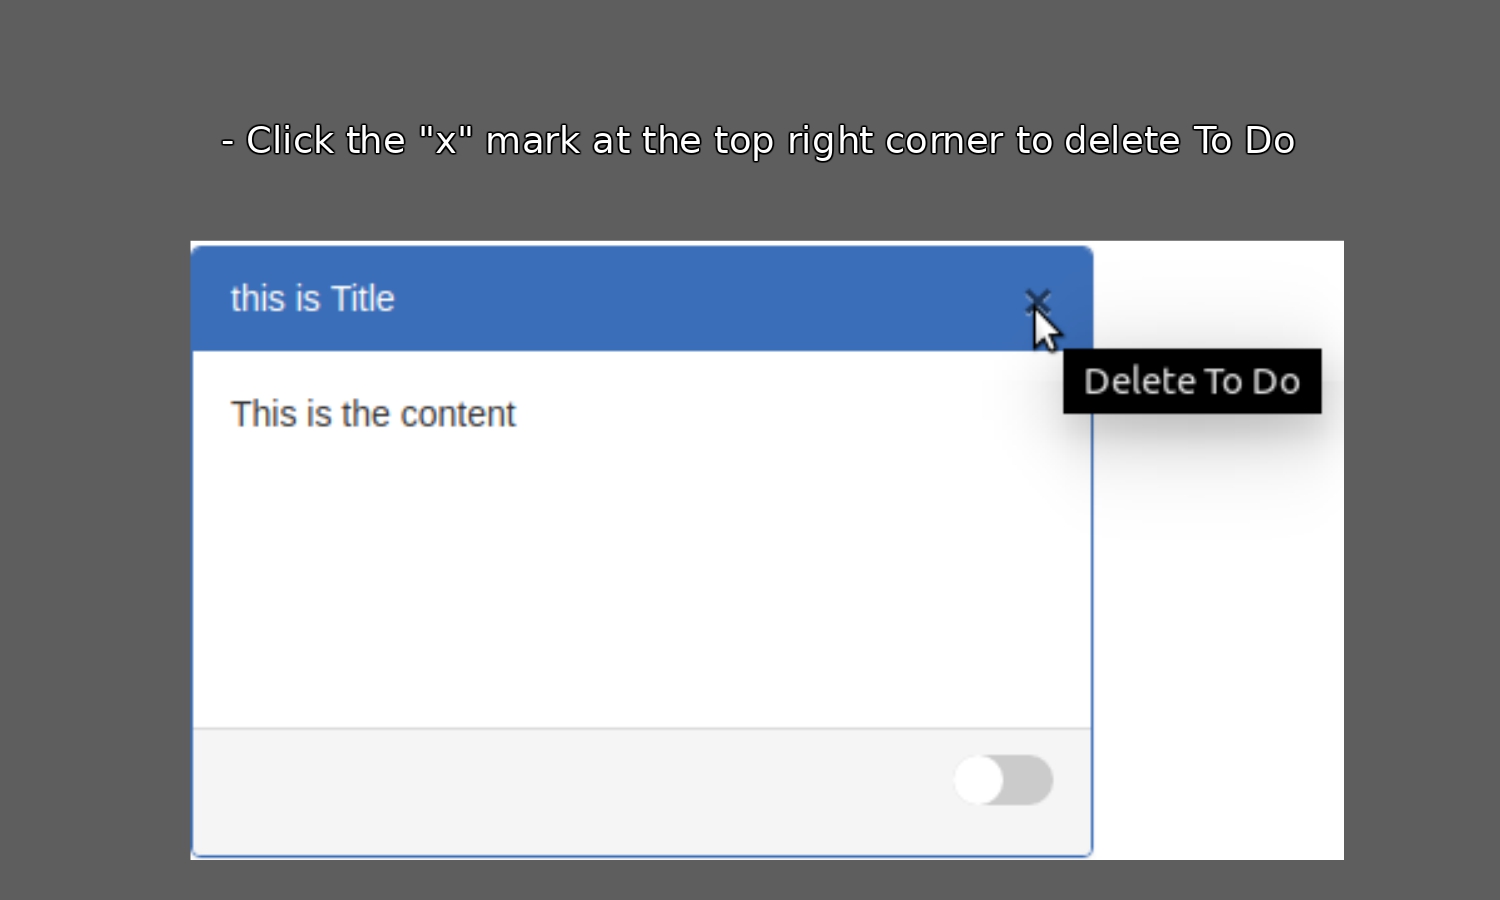 - Click the "x" mark at the top right corner to delete To Do
this is Title
×
Delete To Do
This is the content